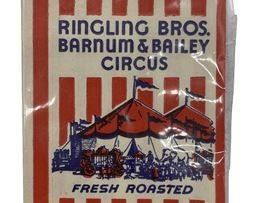 RINGLING BROS.
BARNUM & BAILEY
CIRCUS
FRESH ROASTED